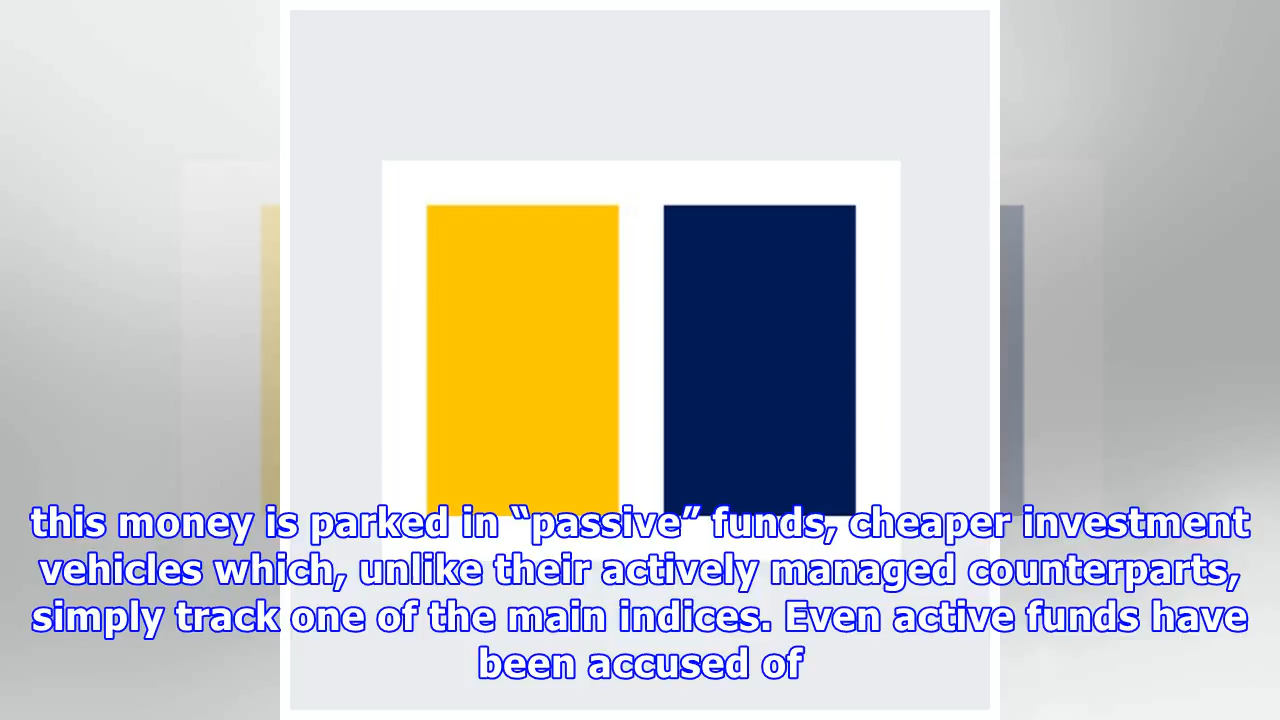 this money is parked in “passive” funds, cheaper investment
vehicles which, unlike their actively managed counterparts,
simply track one of the main indices. Even active funds have
been accused of